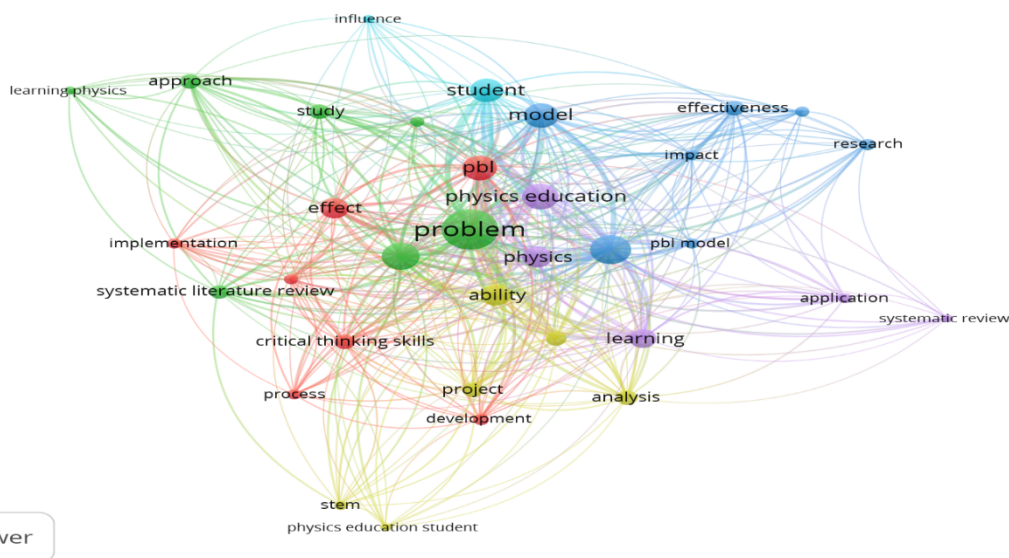 influence
learning physics
approach
student
study
model
effectiveness
research
impact
pbl
physics education
effect
problem
implementation
physics
pbl model
systematic literature review
ability
application
systematic review
critical thinking skills
learning
process
project
analysis
development
stem
physics education student
wer